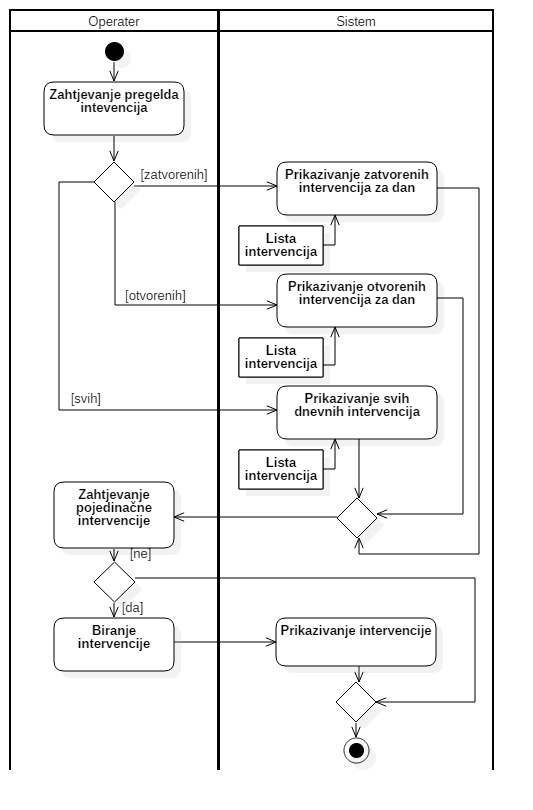 Operater
Sistem
Zahtjevanje pregelda
intevencija
[zatvorenih]
Prikazivanje zatvorenih
intervencija za dan
Lista
intervencija
[otvorenih]
Prikazivanje otvorenih
intervencija za dan
Lista
intervencija
[svih]
Prikazivanje svih
dnevnih intervencija
Lista
intervencija
Zahtjevanje
pojedinačne
intervencije
[ne]
[da]
Biranje
intervencije
Prikazivanje intervencije